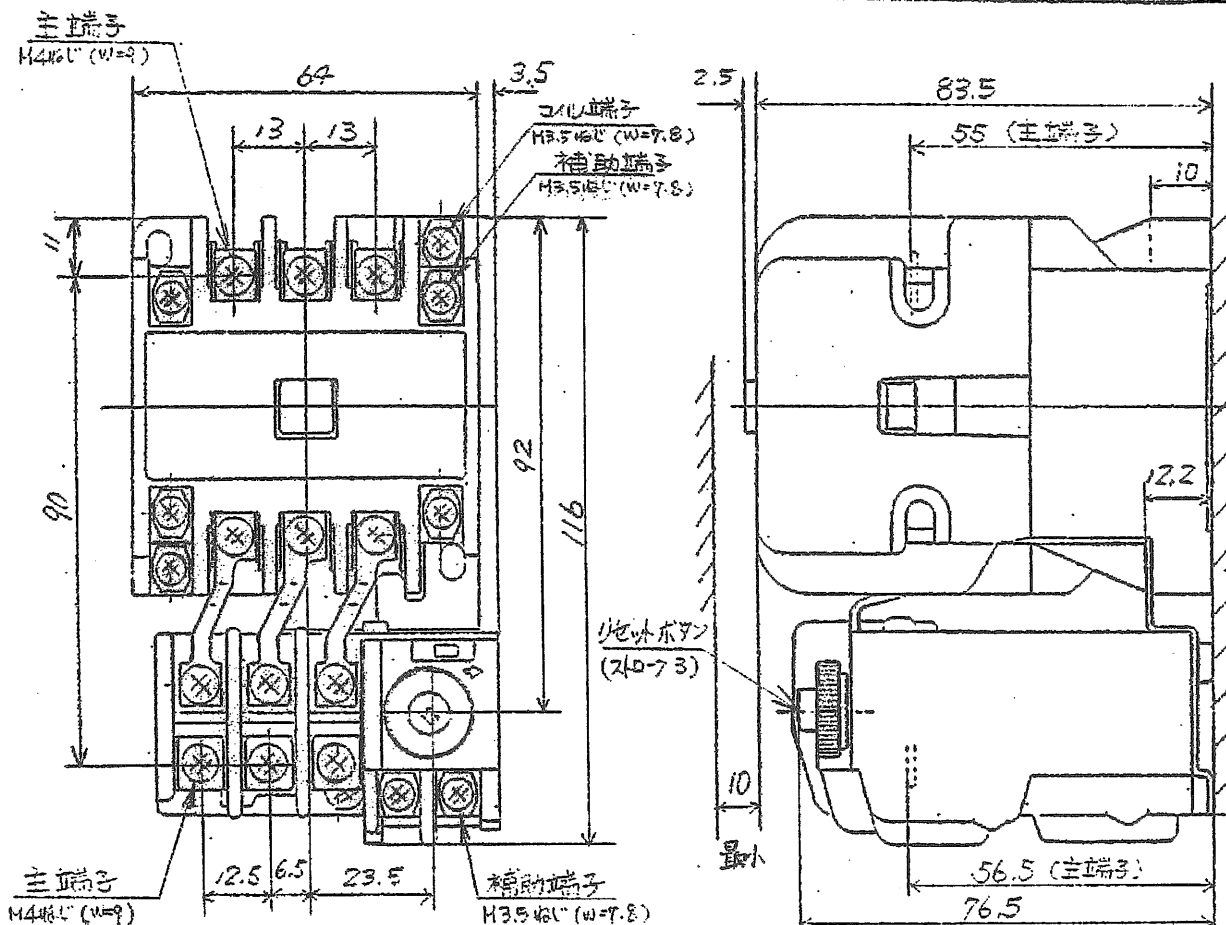 主端子
M4ねじ (W=9)
64
3.5
13
13
コイル端子
M3.5ねじ (W=7.8)
補助端子
M3.5ねじ (W=7.8)
11
90
92
116
主端子
M4ねじ (W=9)
12.5
6.5
23.5
補助端子
M3.5ねじ (W=7.8)
2.5
83.5
55 (主端子)
10
12.2
リセットボタン
(ストローク 3)
10
最小
56.5 (主端子)
76.5